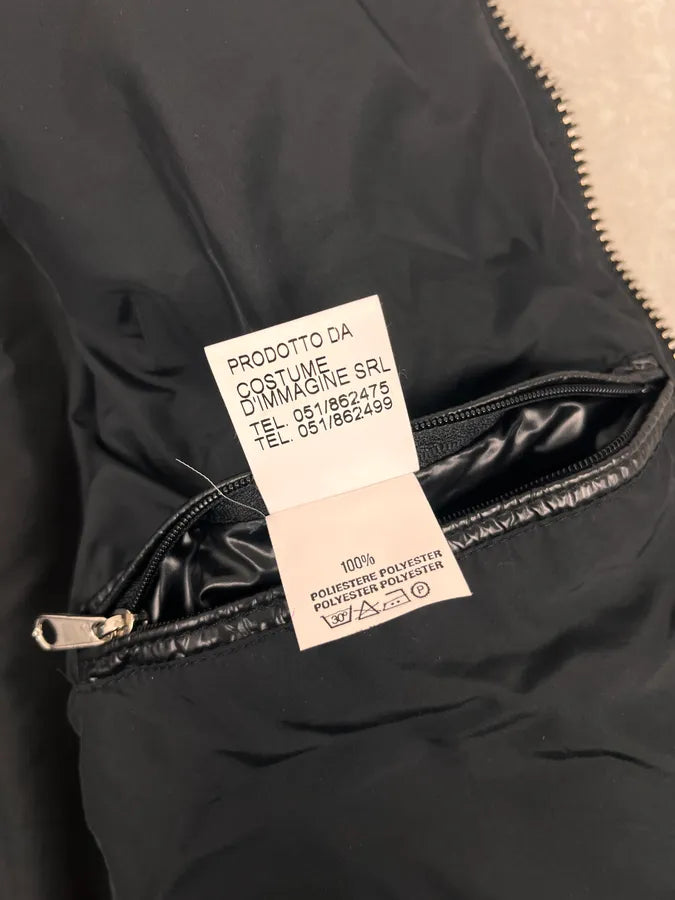 PRODOTTO DA
COSTUME
D'IMMAGINE SRL
TEL. 051/862475
TEL. 051/862499
100%
POLIESTERE POLYESTER
POLYESTER POLYESTER
30° P